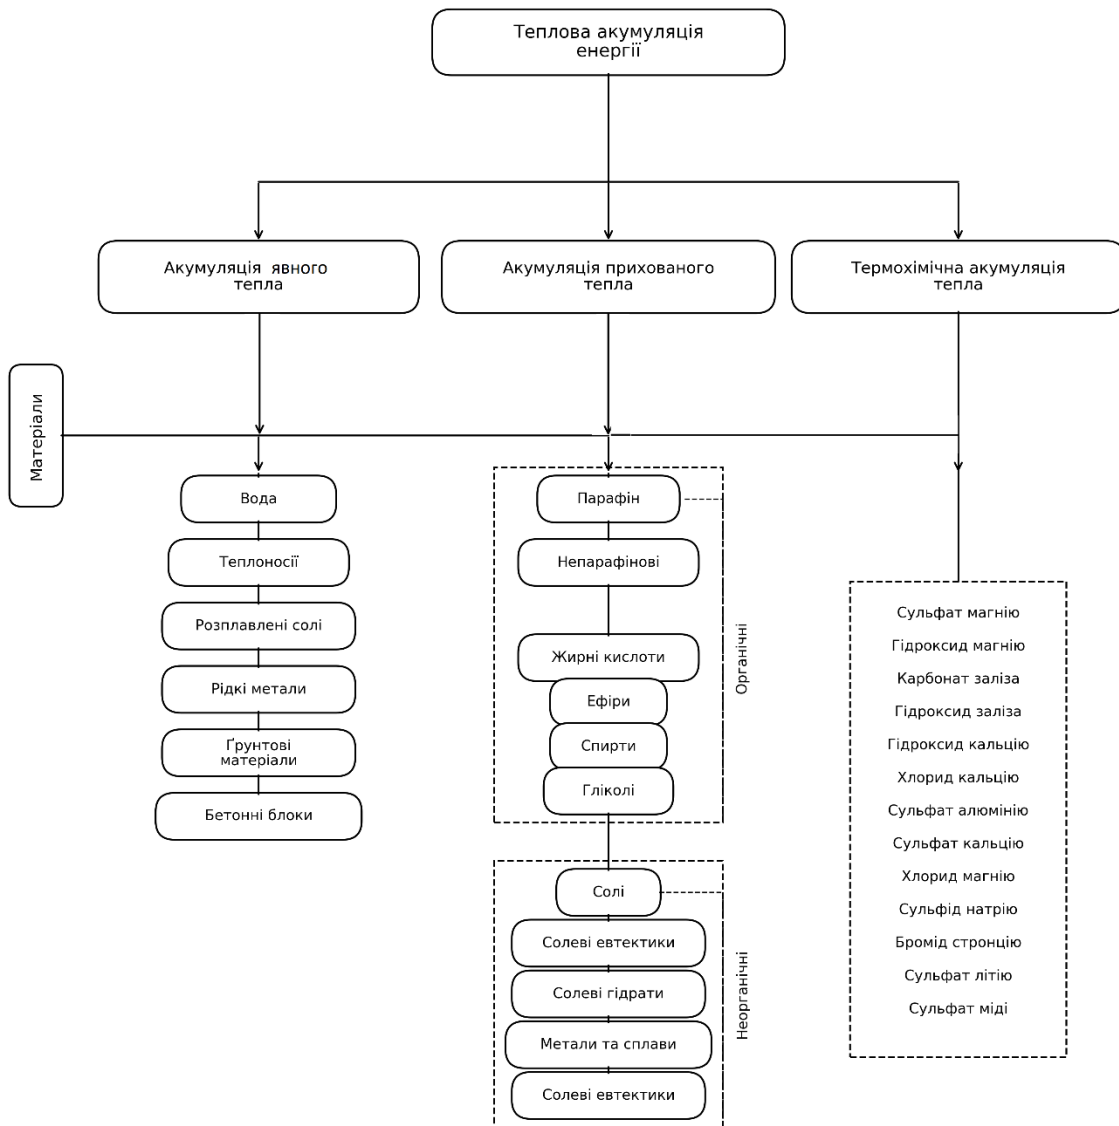 Теплова акумуляція
енергії
Акумуляція явного
тепла
Акумуляція прихованого
тепла
Термохімічна акумуляція
тепла
Матеріали
Вода
Теплоносії
Розплавлені солі
Рідкі метали
Ґрунтові
матеріали
Бетонні блоки
Парафін
Непарафінові
Жирні кислоти
Ефіри
Спирти
Гліколі
Органічні
Солі
Солеві евтектики
Солеві гідрати
Метали та сплави
Солеві евтектики
Неорганічні
Сульфат магнію
Гідроксид магнію
Карбонат заліза
Гідроксид заліза
Гідроксид кальцію
Хлорид кальцію
Сульфат алюмінію
Сульфат кальцію
Хлорид магнію
Сульфід натрію
Бромід стронцію
Сульфат літію
Сульфат міді